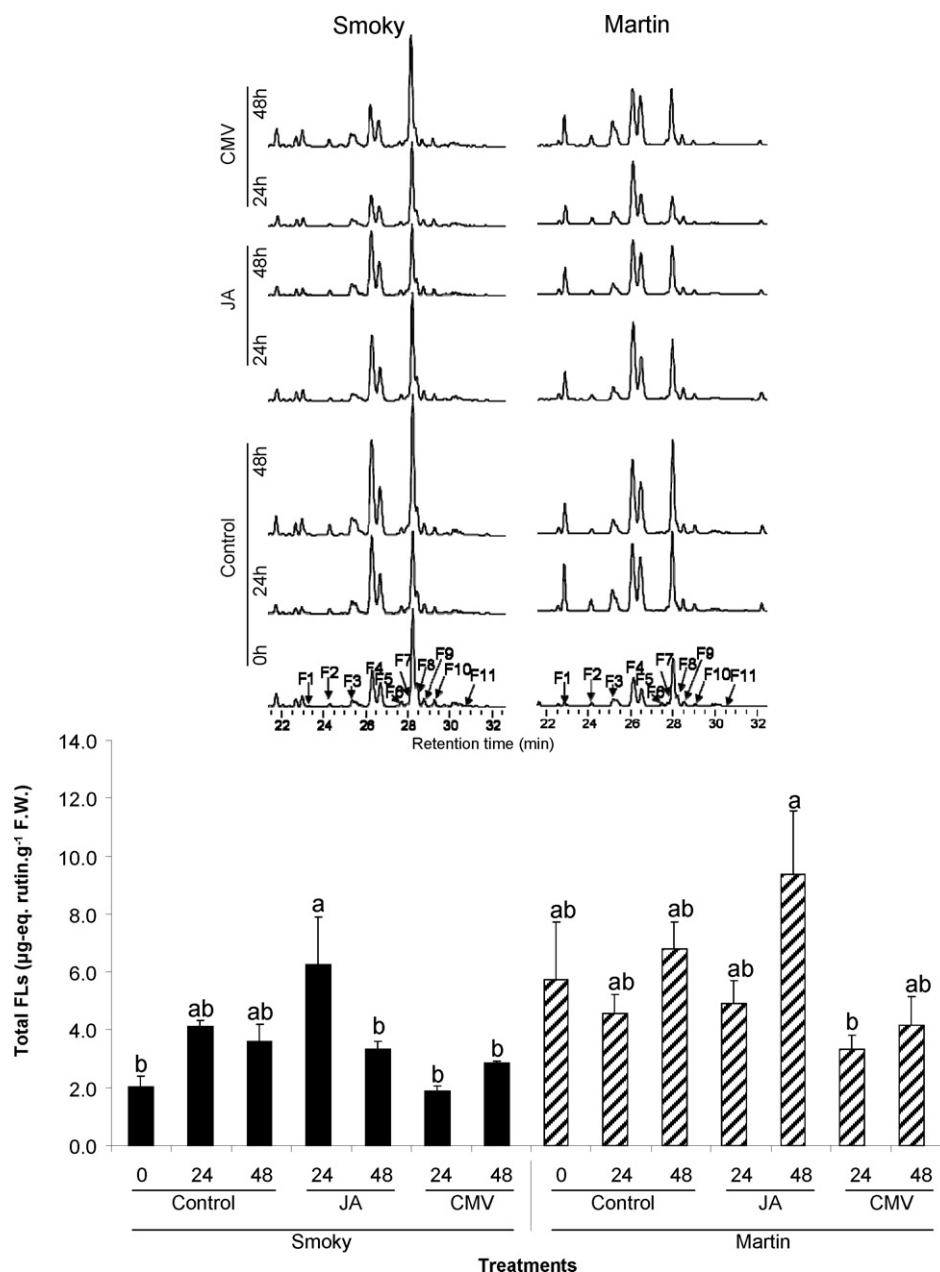 Smoky Martin
CMV
48h
24h
JA
48h
24h
Control
48h
24h
0h
F1 F2 F3 F4 F5 F6 F7 F8 F9 F10 F11
F1 F2 F3 F4 F5 F6 F7 F8 F9 F10 F11
22 24 26 28 30 32 22 24 26 28 30 32
Retention time (min)
Total FLs (µg-eq. rutin.g⁻¹ F.W.)
14.0
12.0
10.0
8.0
6.0
4.0
2.0
0.0
b ab ab a b b b ab ab ab ab a b ab
0 24 48 24 48 24 48 0 24 48 24 48 24 48
Control JA CMV Control JA CMV
Smoky Martin
Treatments